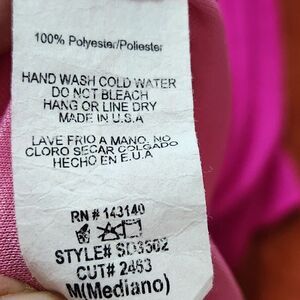 100% Polyester/Poliester
HAND WASH COLD WATER
DO NOT BLEACH
HANG OR LINE DRY
MADE IN U.S.A
LAVE FRIO A MANO. NO
CLORO SECAR COLGADO
HECHO EN E.U.A
RN # 143140
STYLE# SD3502
CUT# 2453
M(Mediano)